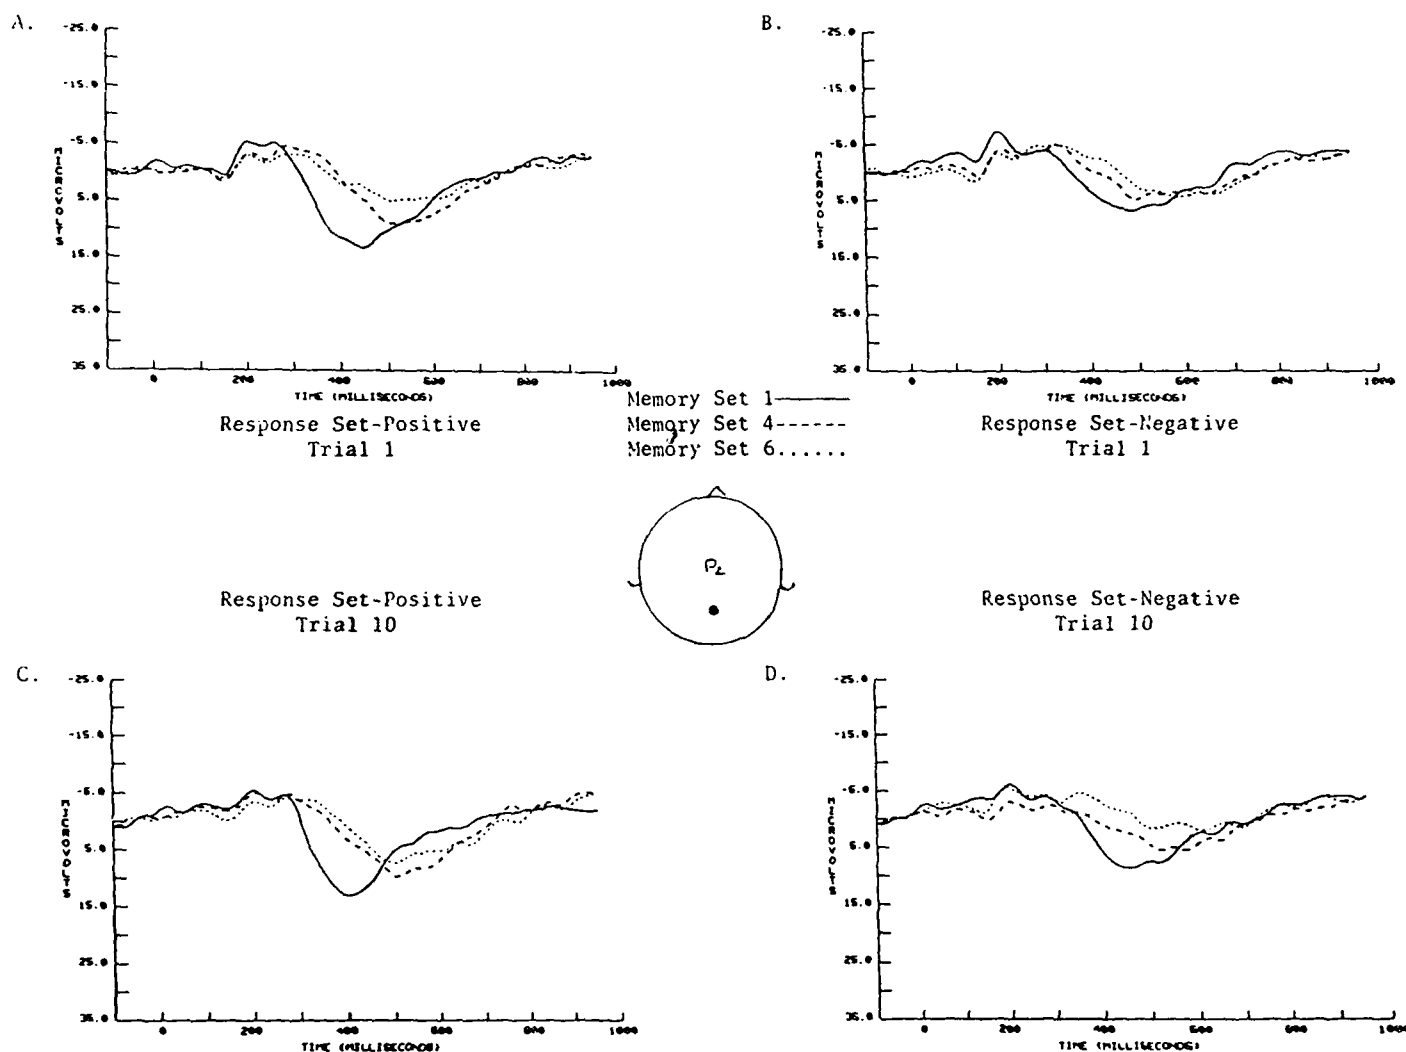 A.
-25.0
-15.0
-5.0
5.0
15.0
25.0
35.0
MICROVOLTS
0 200 400 600 800 1000
TIME (MILLISECONDS)
Response Set-Positive
Trial 1
B.
-25.0
-15.0
-5.0
5.0
15.0
25.0
35.0
MICROVOLTS
0 200 400 600 800 1000
TIME (MILLISECONDS)
Response Set-Negative
Trial 1
Memory Set 1
Memory Set 4------
Memory Set 6......
Pz
Response Set-Positive
Trial 10
Response Set-Negative
Trial 10
C.
-25.0
-15.0
-5.0
5.0
15.0
25.0
35.0
MICROVOLTS
0 200 400 600 800 1000
TIME (MILLISECONDS)
D.
-25.0
-15.0
-5.0
5.0
15.0
25.0
35.0
MICROVOLTS
0 200 400 600 800 1000
TIME (MILLISECONDS)